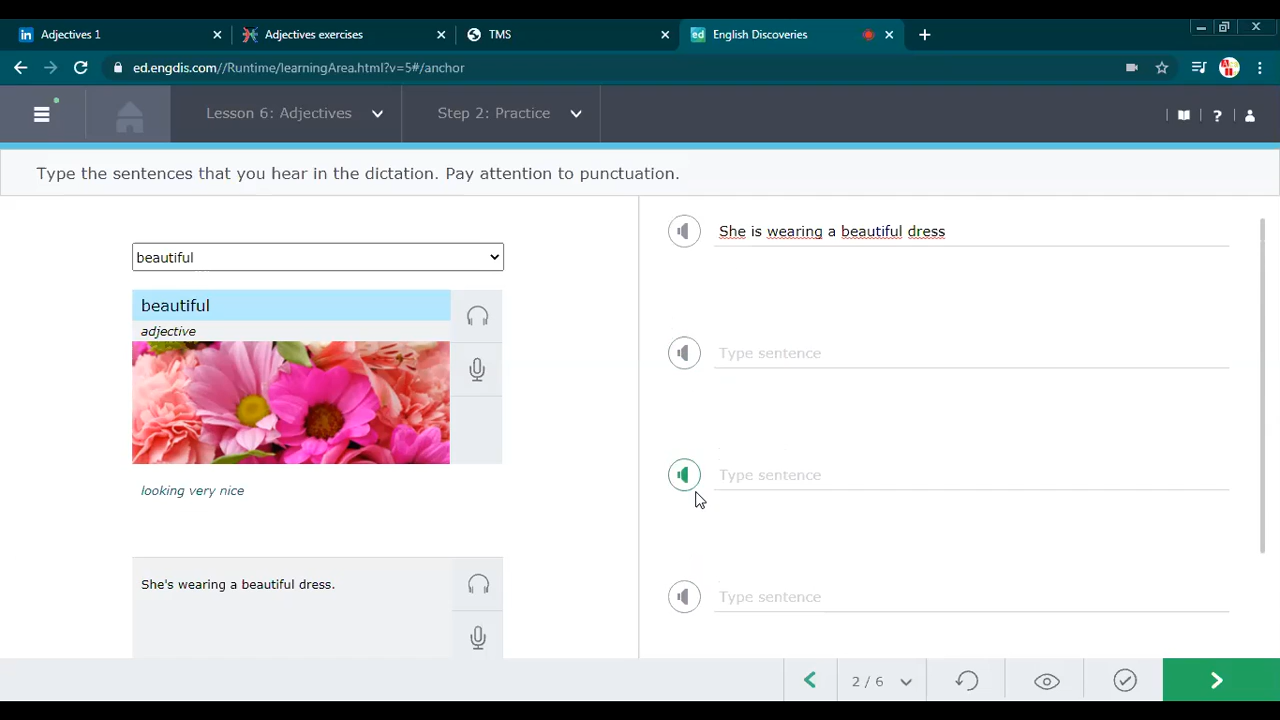 Adjectives 1
Adjectives exercises
TMS
English Discoveries
ed.engdis.com//Runtime/learningArea.html?v=5#/anchor
Lesson 6: Adjectives
Step 2: Practice
Type the sentences that you hear in the dictation. Pay attention to punctuation.
beautiful
beautiful
adjective
looking very nice
She's wearing a beautiful dress.
She is wearing a beautiful dress
Type sentence
Type sentence
Type sentence
2 / 6